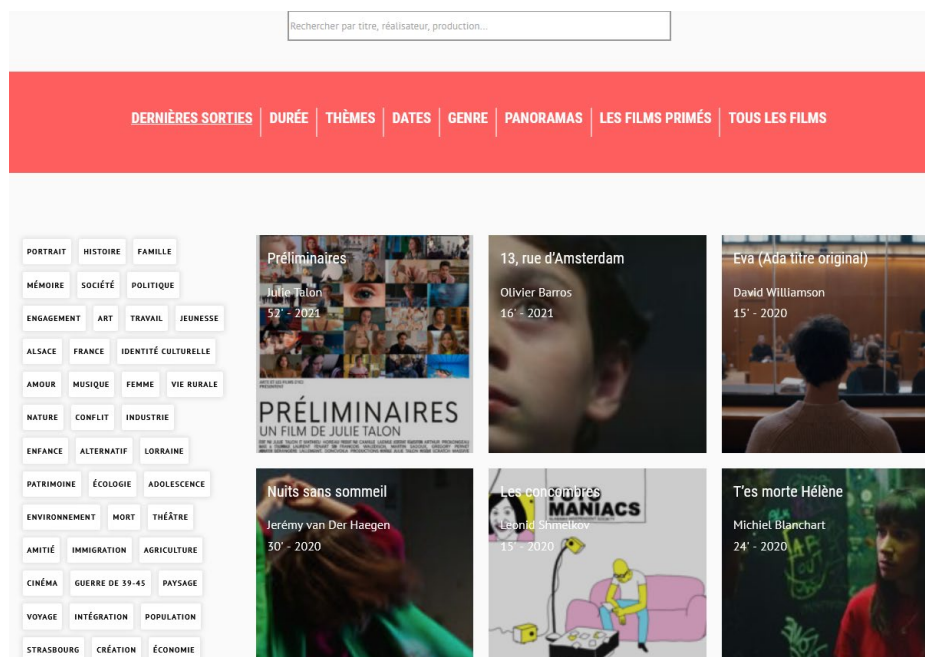 Rechercher par titre, réalisateur, production...
DERNIÈRES SORTIES
DURÉE
THÈMES
DATES
GENRE
PANORAMAS
LES FILMS PRIMÉS
TOUS LES FILMS
PORTRAIT HISTOIRE FAMILLE
MÉMOIRE SOCIÉTÉ POLITIQUE
ENGAGEMENT ART TRAVAIL JEUNESSE
ALSACE FRANCE IDENTITÉ CULTURELLE
AMOUR MUSIQUE FEMME VIE RURALE
NATURE CONFLIT INDUSTRIE
ENFANCE ALTERNATIF LORRAINE
PATRIMOINE ÉCOLOGIE ADOLESCENCE
ENVIRONNEMENT MORT THÉÂTRE
AMITIÉ IMMIGRATION AGRICULTURE
CINÉMA GUERRE DE 39-45 PAYSAGE
VOYAGE INTÉGRATION POPULATION
STRASBOURG CRÉATION ÉCONOMIE
Préliminaires
Julie Talon
52' - 2021
PRÉLIMINAIRES
UN FILM DE JULIE TALON
13, rue d'Amsterdam
Olivier Barros
16' - 2021
Eva (Ada titre original)
David Williamson
15' - 2020
Nuits sans sommeil
Jerémy van Der Haegen
30' - 2020
Les concombres
MANIACS
Leonid Shmelkov
15' - 2020
T'es morte Hélène
Michiel Blanchart
24' - 2020